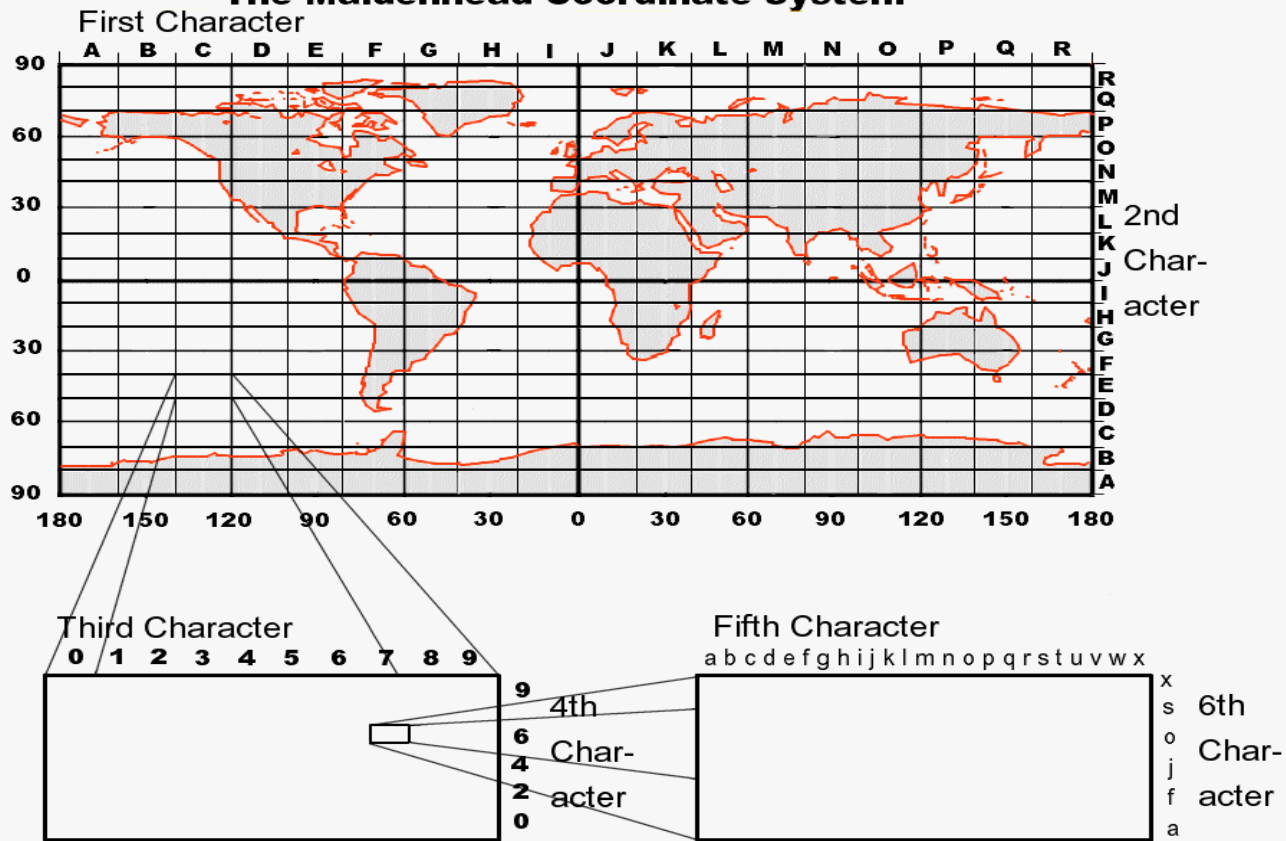 The Maidenhead Coordinate System
First Character
A B C D E F G H I J K L M N O P Q R
90
60
30
0
30
60
90
R
Q
P
O
N
M
L
K
J
I
H
G
F
E
D
C
B
A
2nd
Char-
acter
180 150 120 90 60 30 0 30 60 90 120 150 180
Third Character
0 1 2 3 4 5 6 7 8 9
9
6
4
2
0
4th
Char-
acter
Fifth Character
a b c d e f g h i j k l m n o p q r s t u v w x
x
s
o
j
f
a
6th
Char-
acter